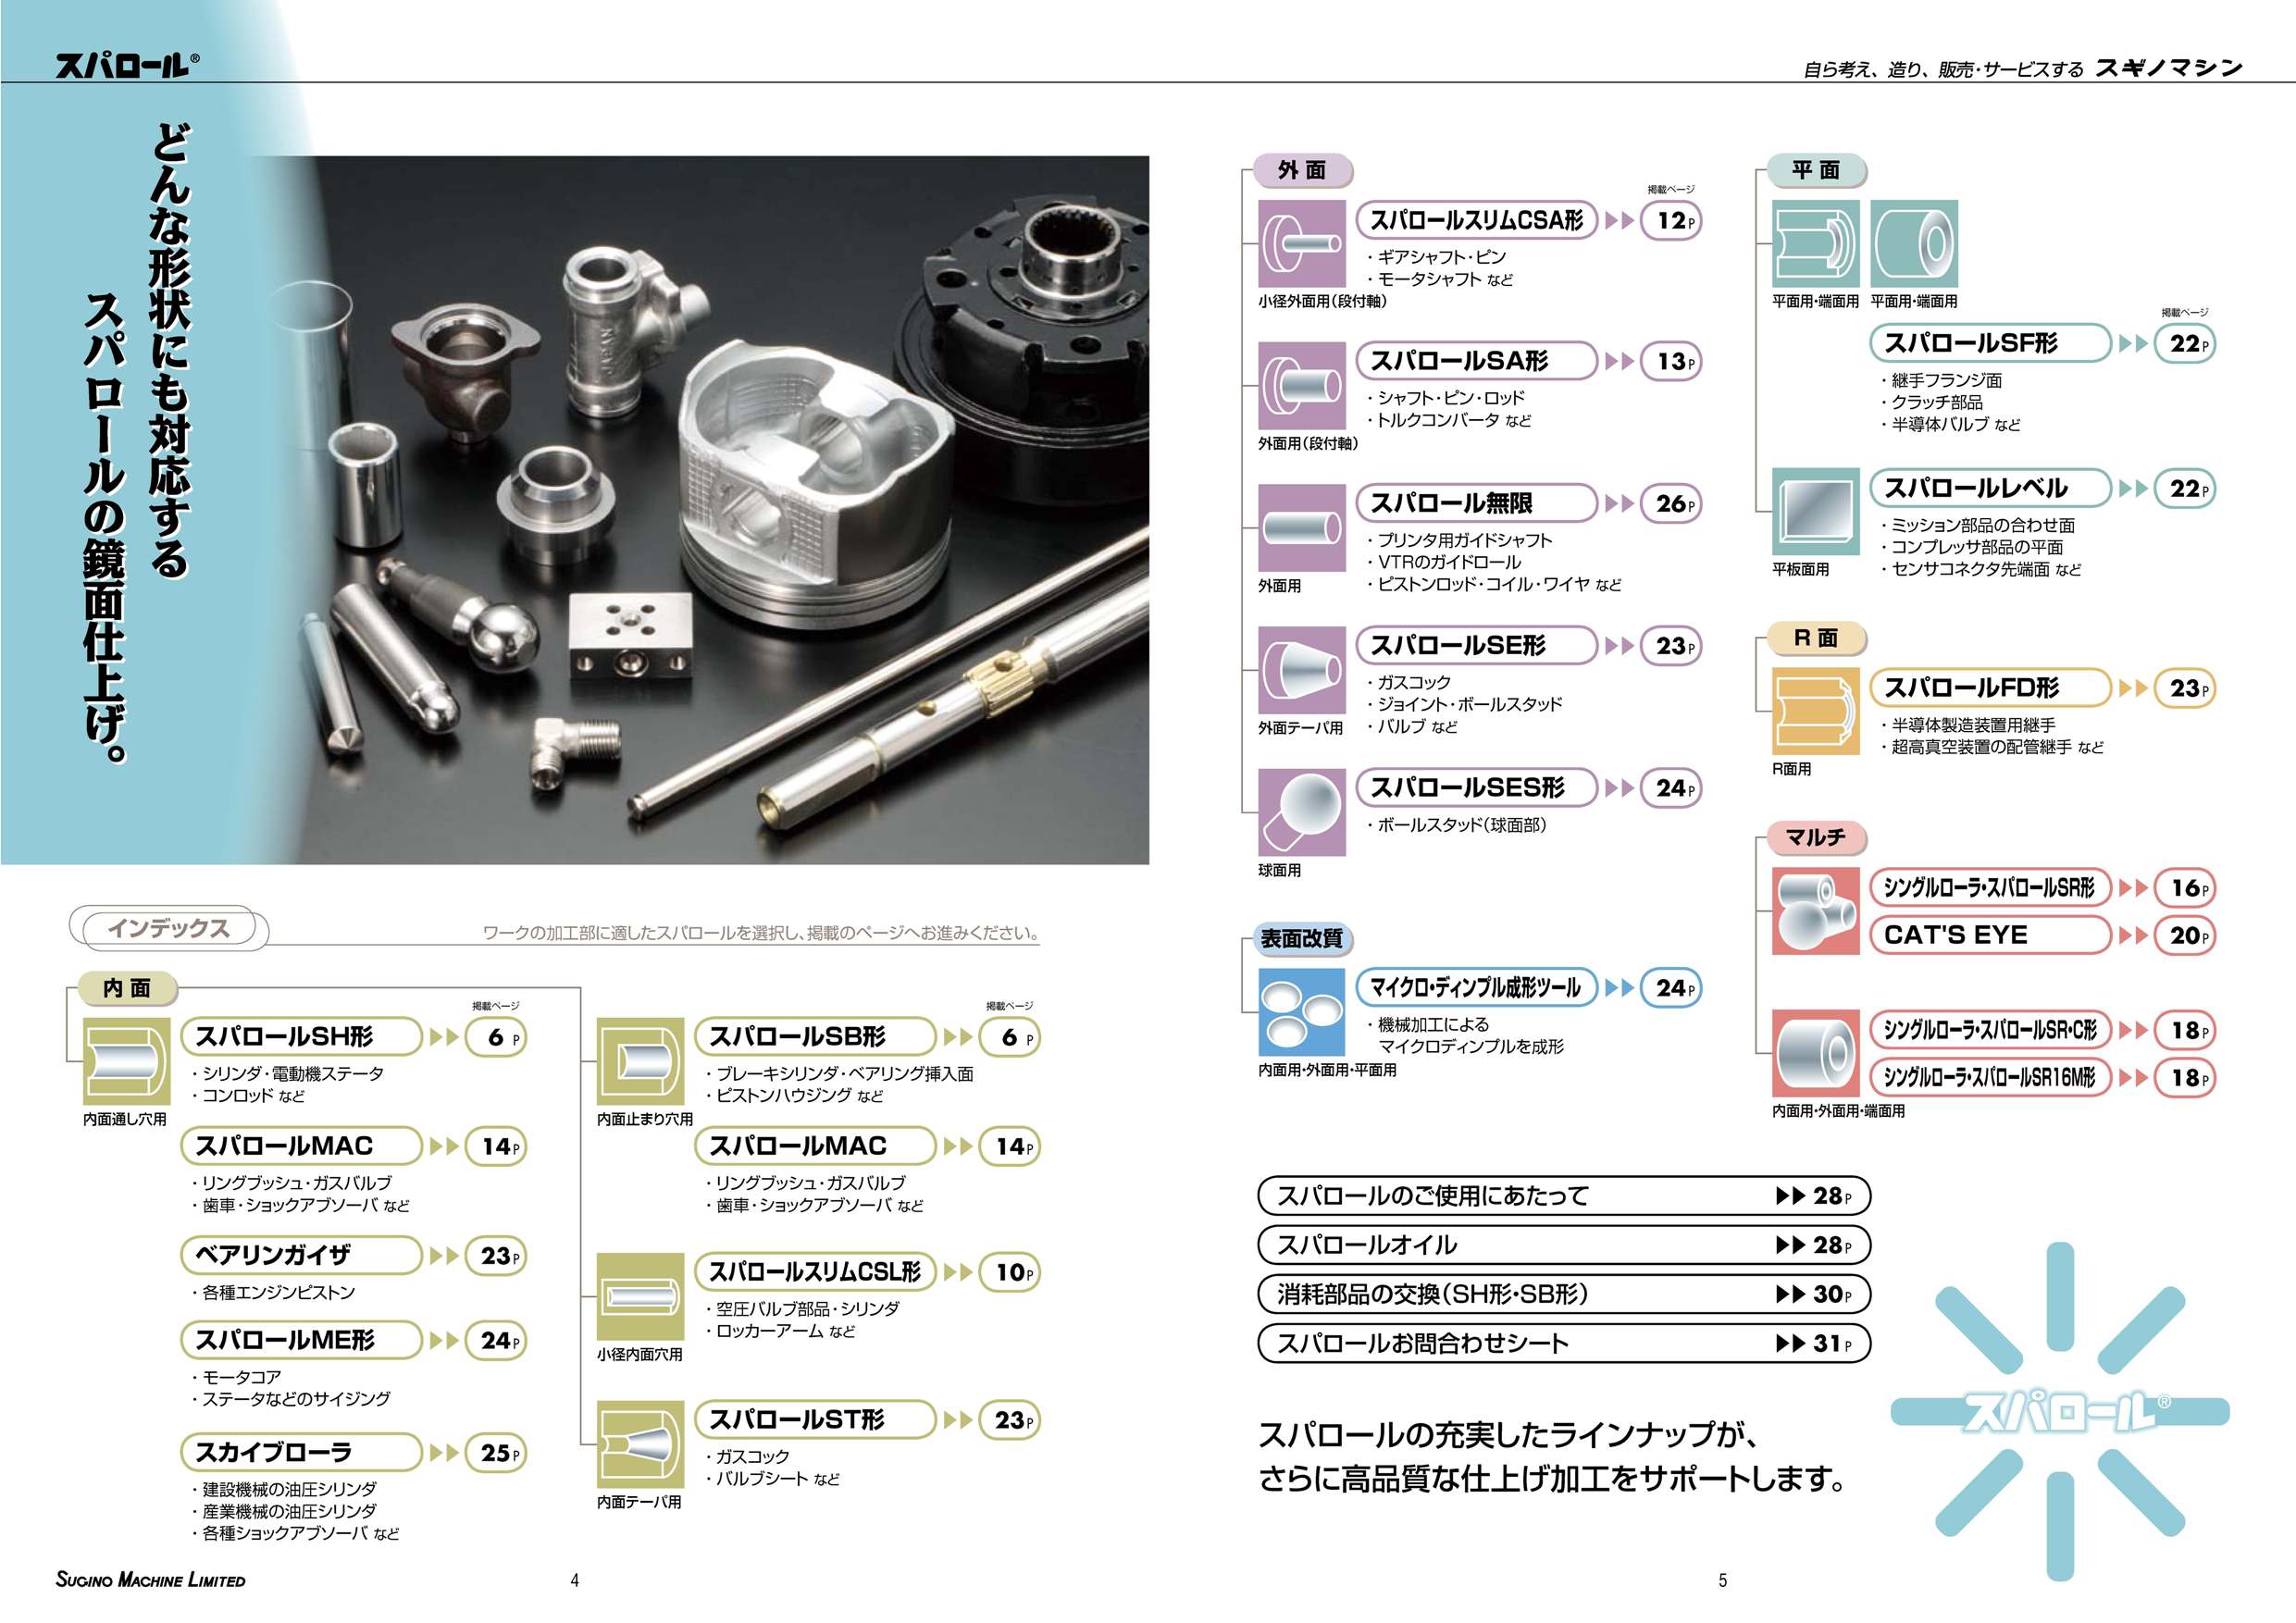 スパロール®
自ら考え、造り、販売･サービスする スギノマシン
どんな形状にも対応する
スパロールの鏡面仕上げ。
インデックス
ワークの加工部に適したスパロールを選択し、掲載のページへお進みください。
内 面
掲載ページ
内面通し穴用
スパロールSH形 6P
・シリンダ・電動機ステータ
・コンロッド など
スパロールMAC 14P
・リングブッシュ・ガスバルブ
・歯車・ショックアブソーバ など
ベアリンガイザ 23P
・各種エンジンピストン
スパロールME形 24P
・モータコア
・ステータなどのサイジング
スカイブローラ 25P
・建設機械の油圧シリンダ
・産業機械の油圧シリンダ
・各種ショックアブソーバ など
掲載ページ
内面止まり穴用
スパロールSB形 6P
・ブレーキシリンダ・ベアリング挿入面
・ピストンハウジング など
スパロールMAC 14P
・リングブッシュ・ガスバルブ
・歯車・ショックアブソーバ など
小径内面穴用
スパロールスリムCSL形 10P
・空圧バルブ部品・シリンダ
・ロッカーアーム など
内面テーパ用
スパロールST形 23P
・ガスコック
・バルブシート など
SUGINO MACHINE LIMITED
4
外 面
掲載ページ
スパロールスリムCSA形 12P
・ギアシャフト・ピン
・モータシャフト など
小径外面用(段付軸)
スパロールSA形 13P
・シャフト・ピン・ロッド
・トルクコンバータ など
外面用(段付軸)
スパロール無限 26P
・プリンタ用ガイドシャフト
・VTRのガイドロール
・ピストンロッド・コイル・ワイヤ など
外面用
スパロールSE形 23P
・ガスコック
・ジョイント・ボールスタッド
・バルブ など
外面テーパ用
スパロールSES形 24P
・ボールスタッド(球面部)
球面用
表面改質
マイクロ・ディンプル成形ツール 24P
・機械加工による
マイクロディンプルを成形
内面用・外面用・平面用
平 面
平面用・端面用 平面用・端面用
掲載ページ
スパロールSF形 22P
・継手フランジ面
・クラッチ部品
・半導体バルブ など
スパロールレベル 22P
・ミッション部品の合わせ面
・コンプレッサ部品の平面
・センサコネクタ先端面 など
平板面用
R 面
スパロールFD形 23P
・半導体製造装置用継手
・超高真空装置の配管継手 など
R面用
マルチ
シングルローラ・スパロールSR形 16P
CAT'S EYE 20P
シングルローラ・スパロールSR・C形 18P
シングルローラ・スパロールSR16M形 18P
内面用・外面用・端面用
スパロールのご使用にあたって 28P
スパロールオイル 28P
消耗部品の交換(SH形・SB形) 30P
スパロールお問合わせシート 31P
スパロールの充実したラインナップが、
さらに高品質な仕上げ加工をサポートします。
スパロール®
5